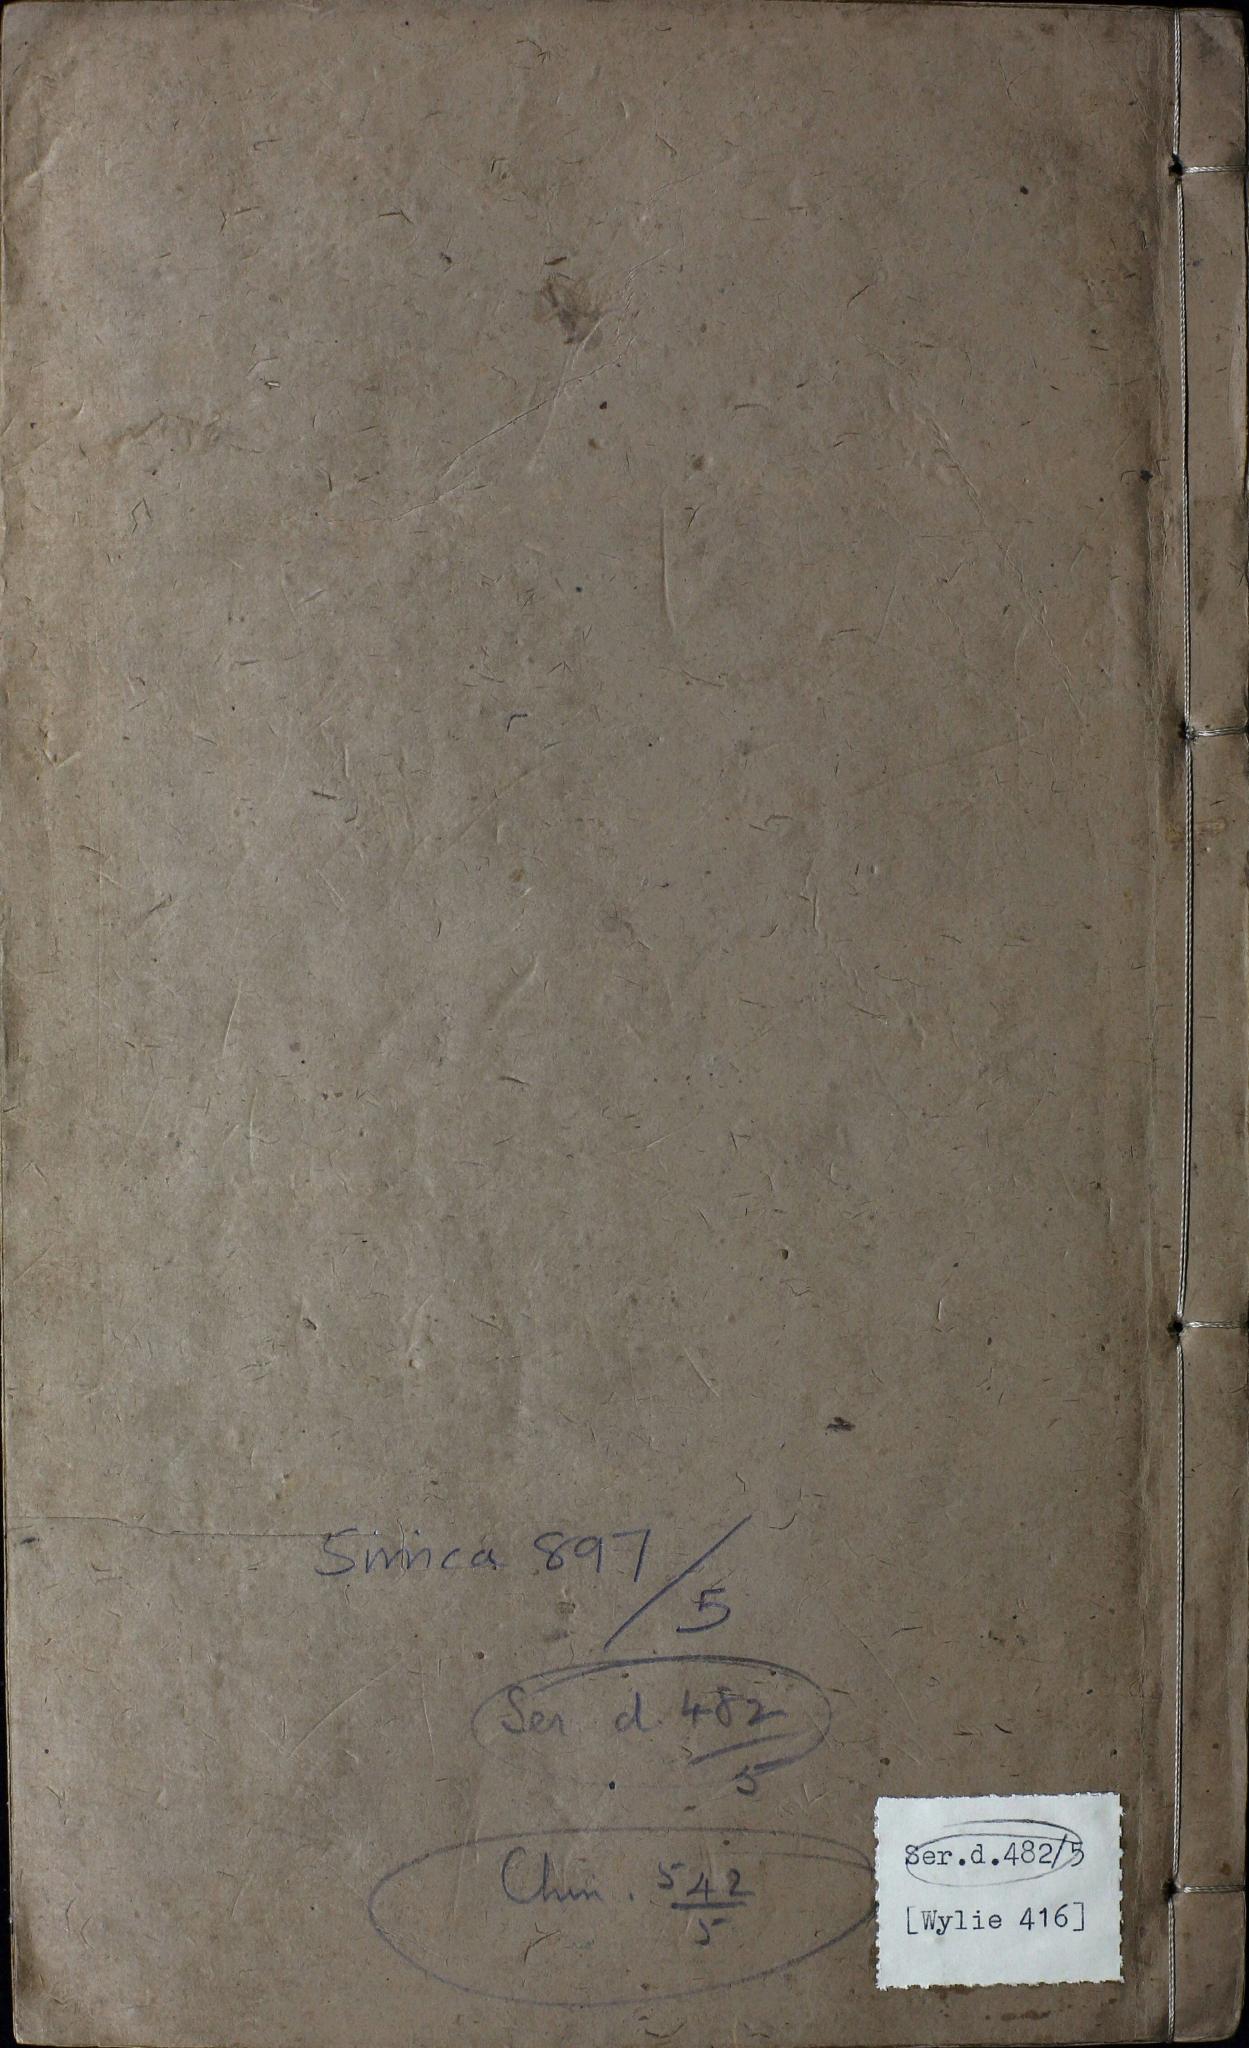 Sinica 897/5
Ser d. 482/5
Chin. 542/5
Ser.d.482/5
[Wylie 416]